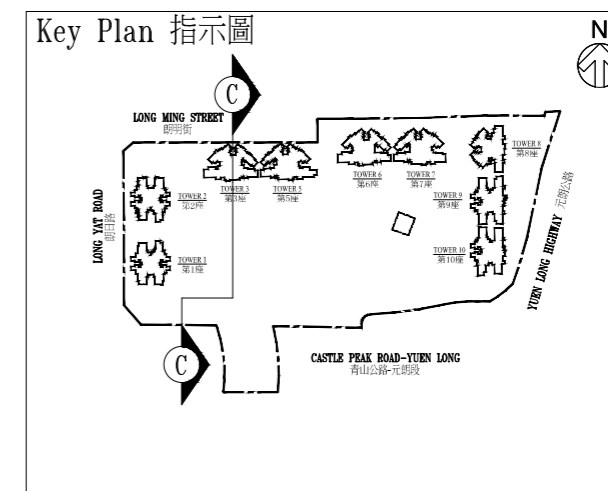 Key Plan 指示圖
N
C
LONG MING STREET
朗明街
TOWER 8
第8座
TOWER 3
第3座
TOWER 5
第5座
TOWER 6
第6座
TOWER 7
第7座
TOWER 2
第2座
TOWER 9
第9座
LONG YAT ROAD
朗日路
YUEN LONG HIGHWAY 元朗公路
TOWER 1
第1座
TOWER 10
第10座
C
CASTLE PEAK ROAD-YUEN LONG
青山公路-元朗段